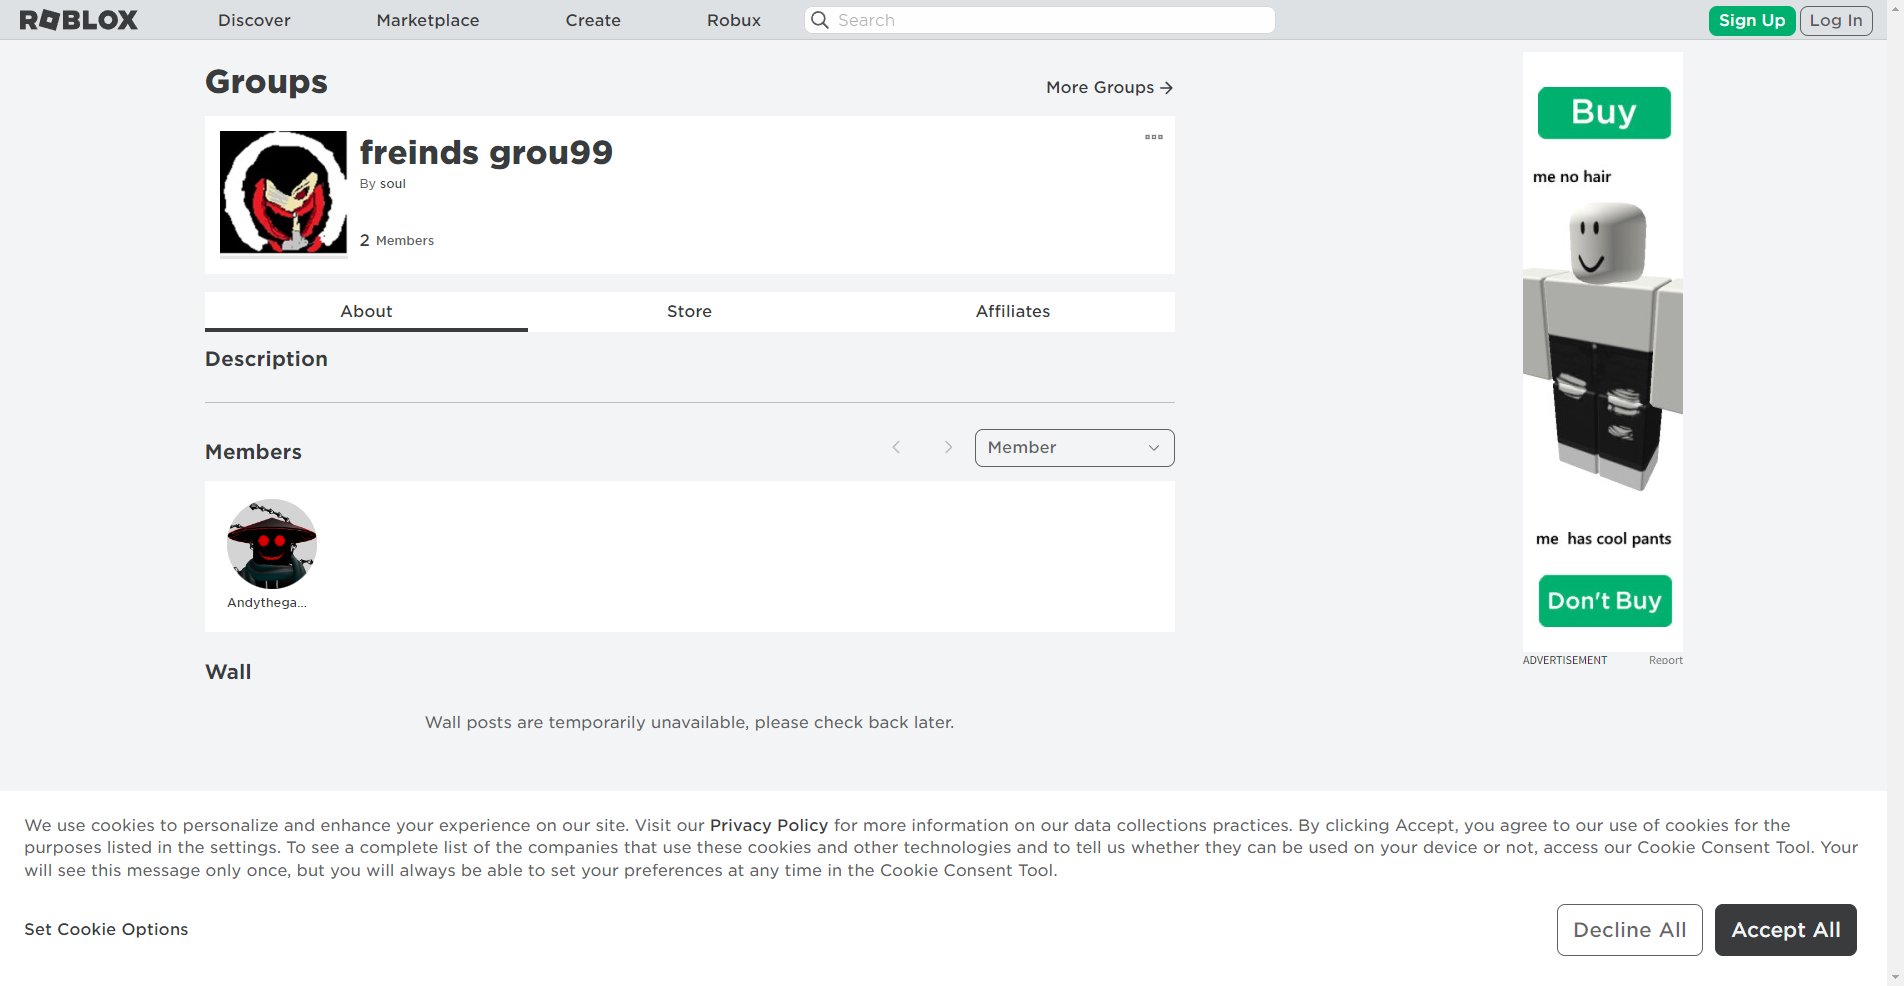 ROBLOX Discover Marketplace Create Robux Search Sign Up Log In
Groups
More Groups →
freinds grou99
By soul
2 Members
About Store Affiliates
Description
Members
Member
Andythega...
Wall
Wall posts are temporarily unavailable, please check back later.
Buy
me no hair
me has cool pants
Don't Buy
ADVERTISEMENT Report
We use cookies to personalize and enhance your experience on our site. Visit our Privacy Policy for more information on our data collections practices. By clicking Accept, you agree to our use of cookies for the
purposes listed in the settings. To see a complete list of the companies that use these cookies and other technologies and to tell us whether they can be used on your device or not, access our Cookie Consent Tool. Your
will see this message only once, but you will always be able to set your preferences at any time in the Cookie Consent Tool.
Set Cookie Options
Decline All Accept All